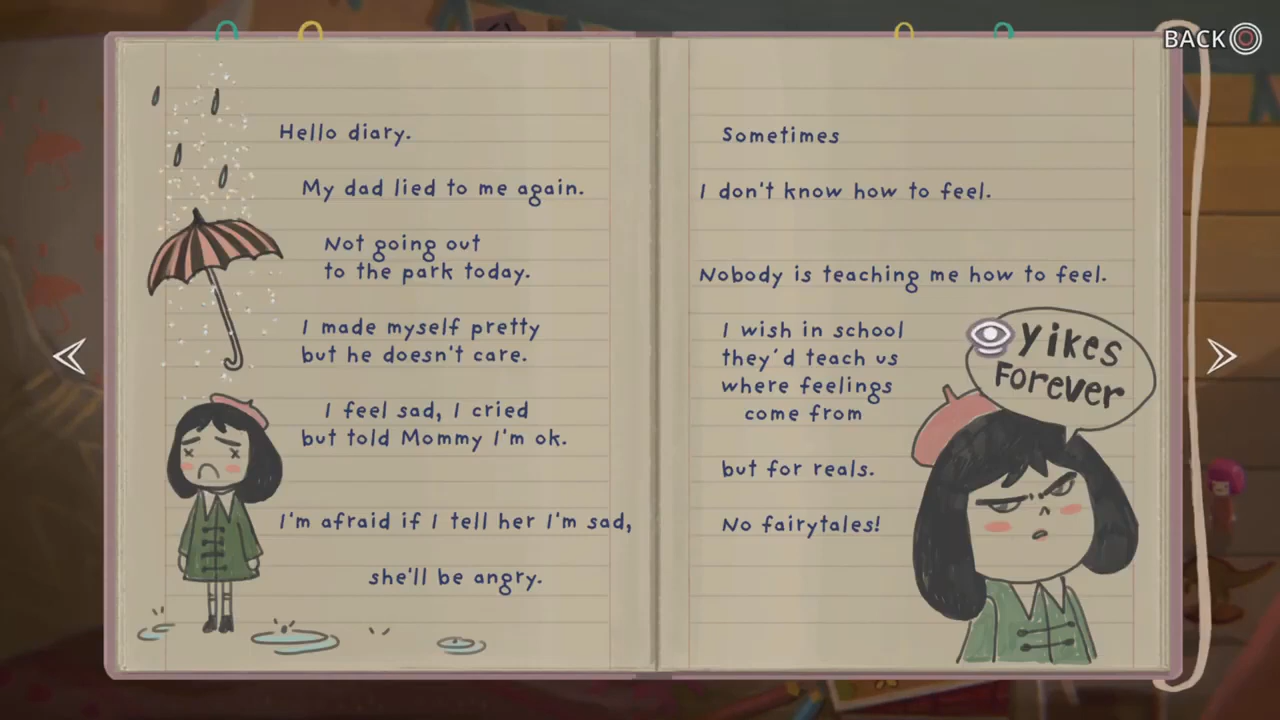 BACK
Hello diary.
My dad lied to me again.
Not going out
to the park today.
I made myself pretty
but he doesn't care.
I feel sad, I cried
but told Mommy I'm ok.
I'm afraid if I tell her I'm sad,
she'll be angry.
Sometimes
I don't know how to feel.
Nobody is teaching me how to feel.
I wish in school
they'd teach us
where feelings
come from
but for reals.
No fairytales!
Yikes
Forever